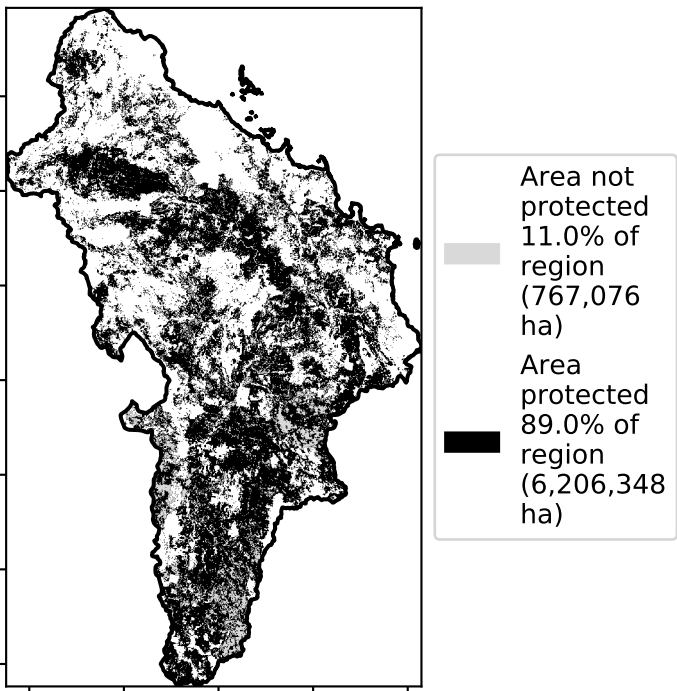 Area not
protected
11.0% of
region
(767,076
ha)
Area
protected
89.0% of
region
(6,206,348
ha)